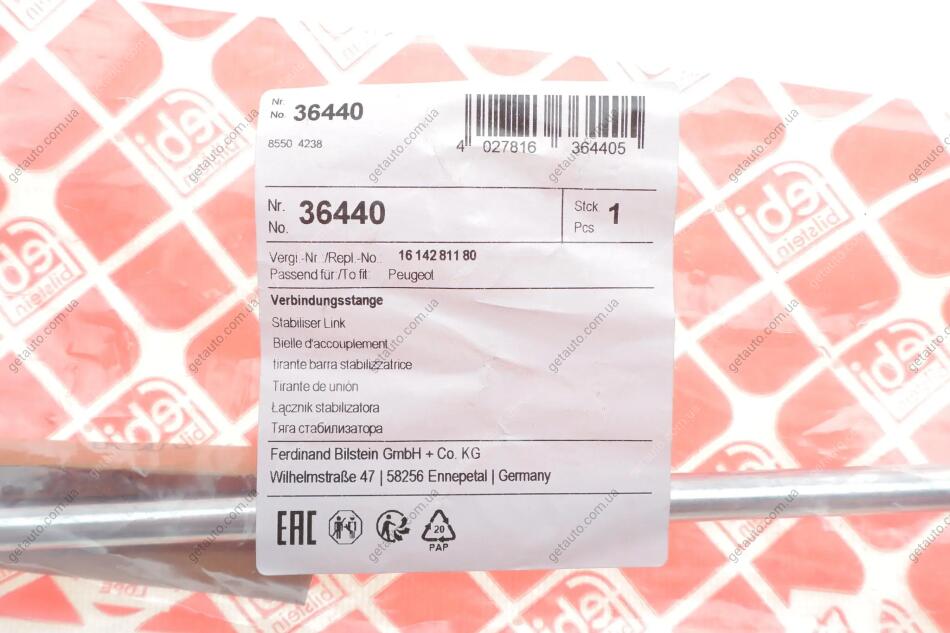 Nr.
No. 36440
8550 4238
4 027816 364405
Nr.
No. 36440
Stck
Pcs 1
Vergl.-Nr./Repl.-No.: 16 142 811 80
Passend für:/To fit: Peugeot
Verbindungsstange
Stabiliser Link
Bielle d'accouplement
tirante barra stabilizzatrice
Tirante de unión
Łącznik stabilizatora
Тяга стабилизатора
Ferdinand Bilstein GmbH + Co. KG
Wilhelmstraße 47 | 58256 Ennepetal | Germany
EAC
20
PAP
febi
bilstein
getauto.com.ua